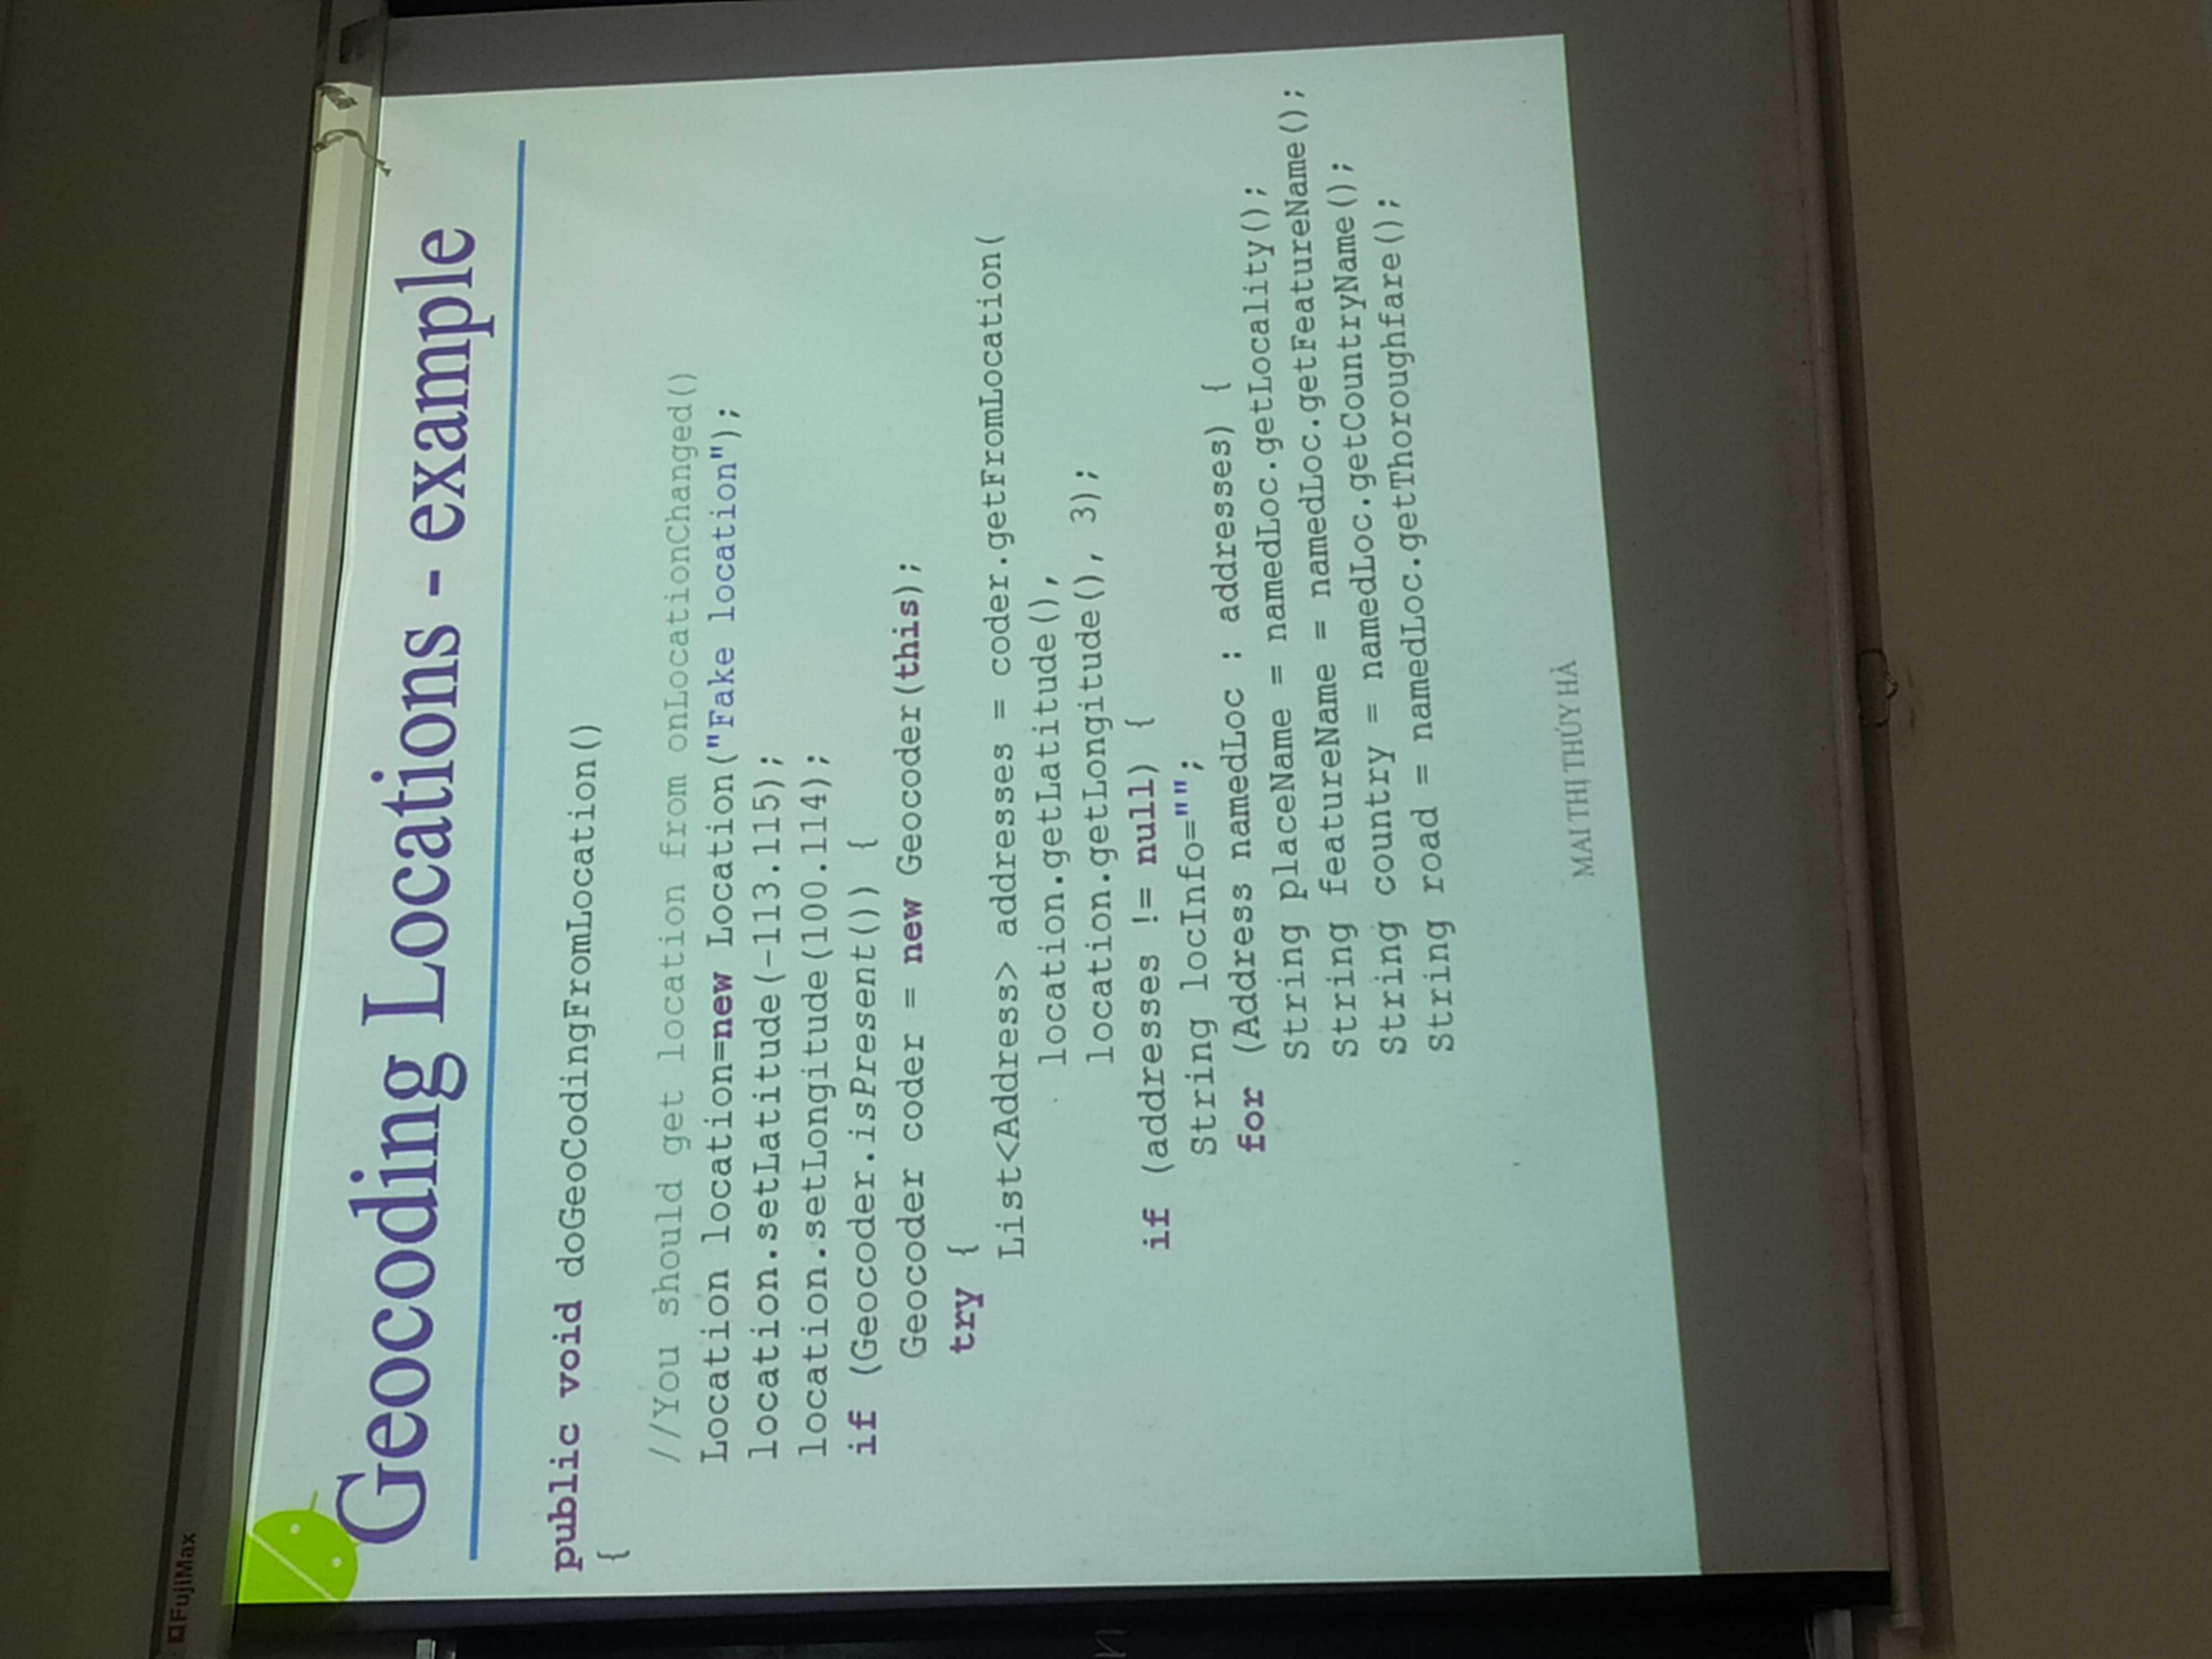 FujiMax
Geocoding Locations - example
public void doGeoCodingFromLocation()
{
//You should get location from onLocationChanged()
Location location=new Location("Fake location");
location.setLatitude(-113.115);
location.setLongitude(100.114);
if (Geocoder.isPresent()) {
Geocoder coder = new Geocoder(this);
try {
List<Address> addresses = coder.getFromLocation(
location.getLatitude(),
location.getLongitude(), 3);
if (addresses != null) {
String locInfo="";
for (Address namedLoc : addresses) {
String placeName = namedLoc.getLocality();
String featureName = namedLoc.getFeatureName();
String country = namedLoc.getCountryName();
String road = namedLoc.getThoroughfare();
MAI THỊ THÚY HÀ